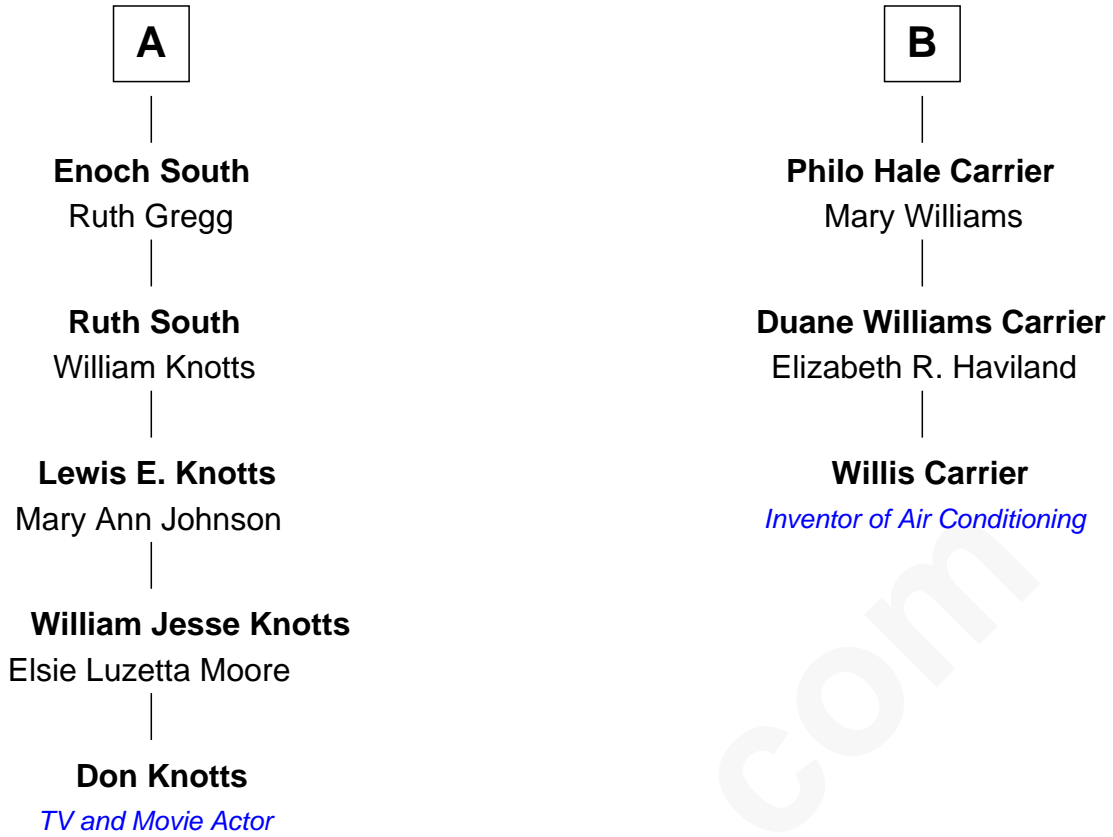 A
Enoch South
Ruth Gregg
Ruth South
William Knotts
Lewis E. Knotts
Mary Ann Johnson
William Jesse Knotts
Elsie Luzetta Moore
Don Knotts
TV and Movie Actor
B
Philo Hale Carrier
Mary Williams
Duane Williams Carrier
Elizabeth R. Haviland
Willis Carrier
Inventor of Air Conditioning
com